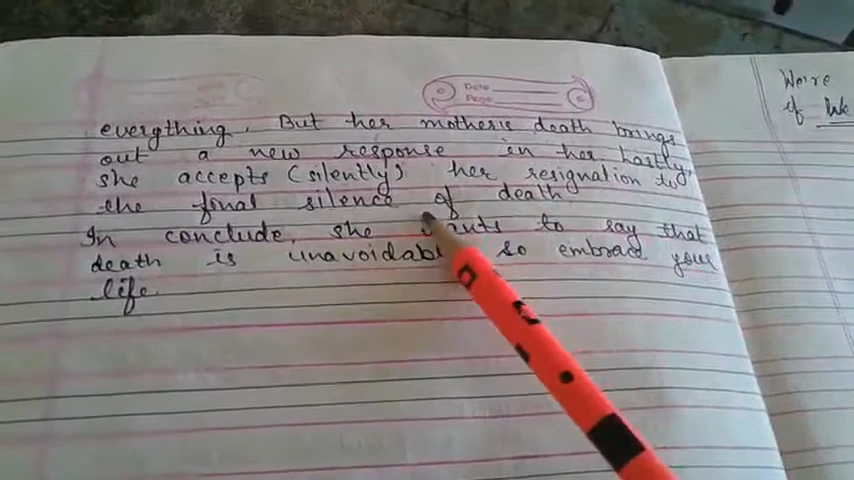 Date
Page
everything. But her mother's death brings
out a new response in her. Lastly,
she accepts (silently) her resignation to
the final silence of death.
In conclude, she wants to say that
death is unavoidable so embrace your
life.
We're
of